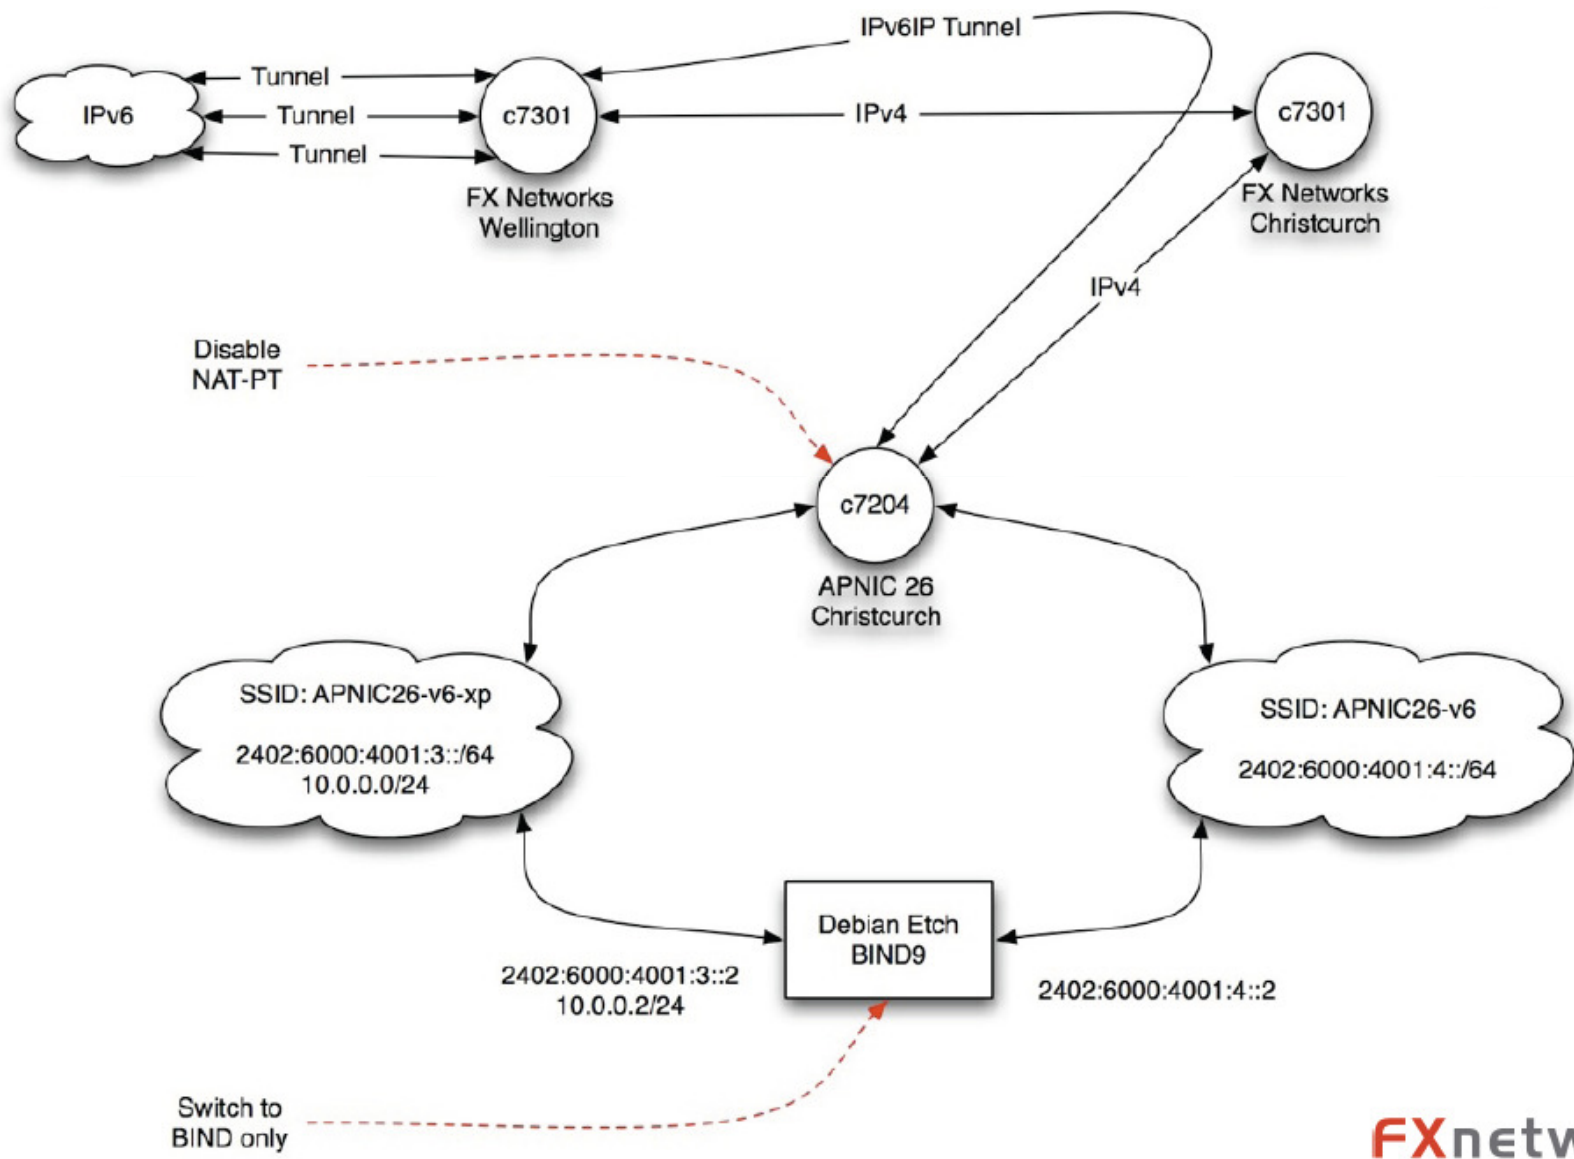 IPv6IP Tunnel
Tunnel
IPv6
Tunnel
c7301
IPv4
c7301
Tunnel
FX Networks
Wellington
FX Networks
Christcurch
IPv4
Disable
NAT-PT
c7204
APNIC 26
Christcurch
SSID: APNIC26-v6-xp
2402:6000:4001:3::/64
10.0.0.0/24
SSID: APNIC26-v6
2402:6000:4001:4::/64
Debian Etch
BIND9
2402:6000:4001:3::2
10.0.0.2/24
2402:6000:4001:4::2
Switch to
BIND only
FXnetw